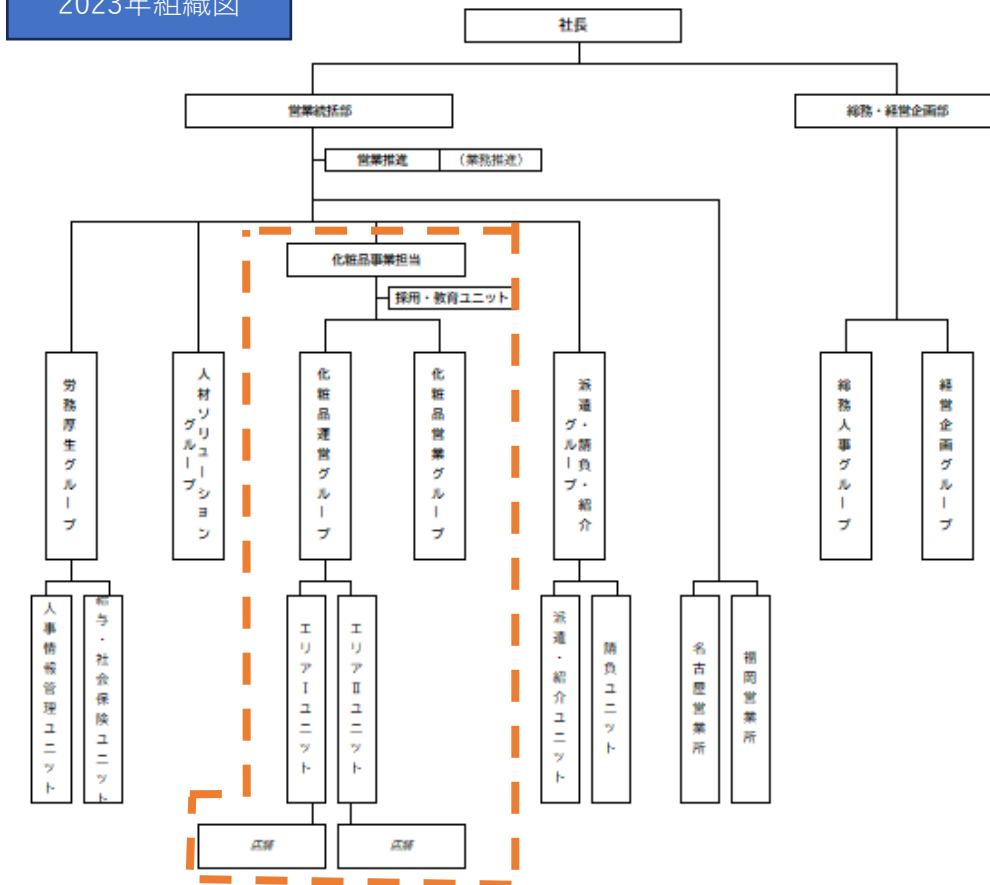 2023年組織図
社長
営業統括部
総務・経営企画部
営業推進
（業務推進）
化粧品事業担当
採用・教育ユニット
労務厚生グループ
人材ソリューション
グループ
化粧品運営グループ
化粧品営業グループ
派遣・請負・紹介
グループ
総務人事グループ
経営企画グループ
人事情報管理ユニット
給与・社会保険ユニット
エリアⅠユニット
エリアⅡユニット
派遣・紹介ユニット
請負ユニット
名古屋営業所
福岡営業所
店舗
店舗